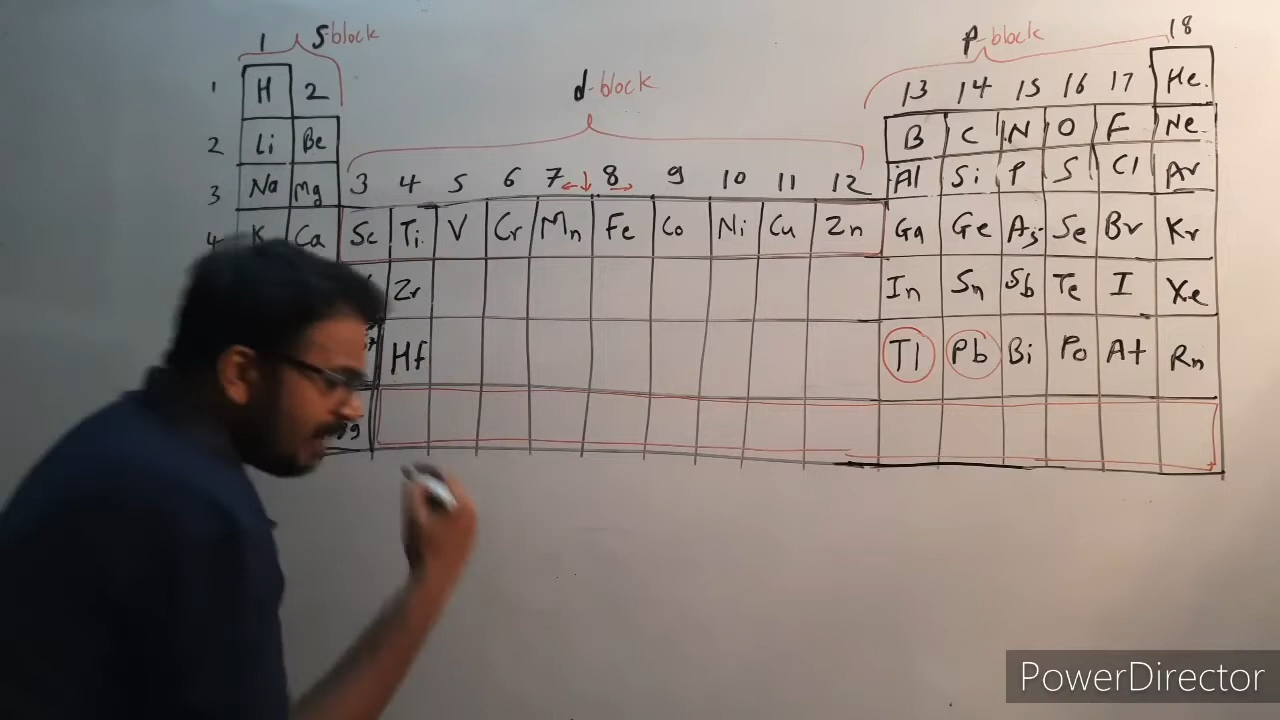 1 S-block p-block 18
1 H 2 d-block 13 14 15 16 17 He
2 Li Be B C N O F Ne
3 Na Mg 3 4 5 6 7 8 9 10 11 12 Al Si P S Cl Ar
4 K Ca Sc Ti V Cr Mn Fe Co Ni Cu Zn Ga Ge As Se Br Kr
Zr In Sn Sb Te I Xe
Hf Tl Pb Bi Po At Rn
PowerDirector